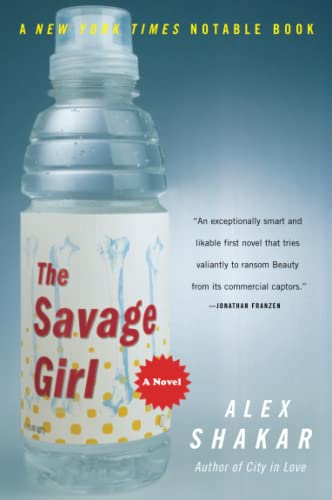 A NEW YORK TIMES NOTABLE BOOK
"An exceptionally smart and
likable first novel that tries
valiantly to ransom Beauty
from its commercial captors."
—JONATHAN FRANZEN
The
Savage
Girl
A Novel
ALEX
SHAKAR
Author of City in Love